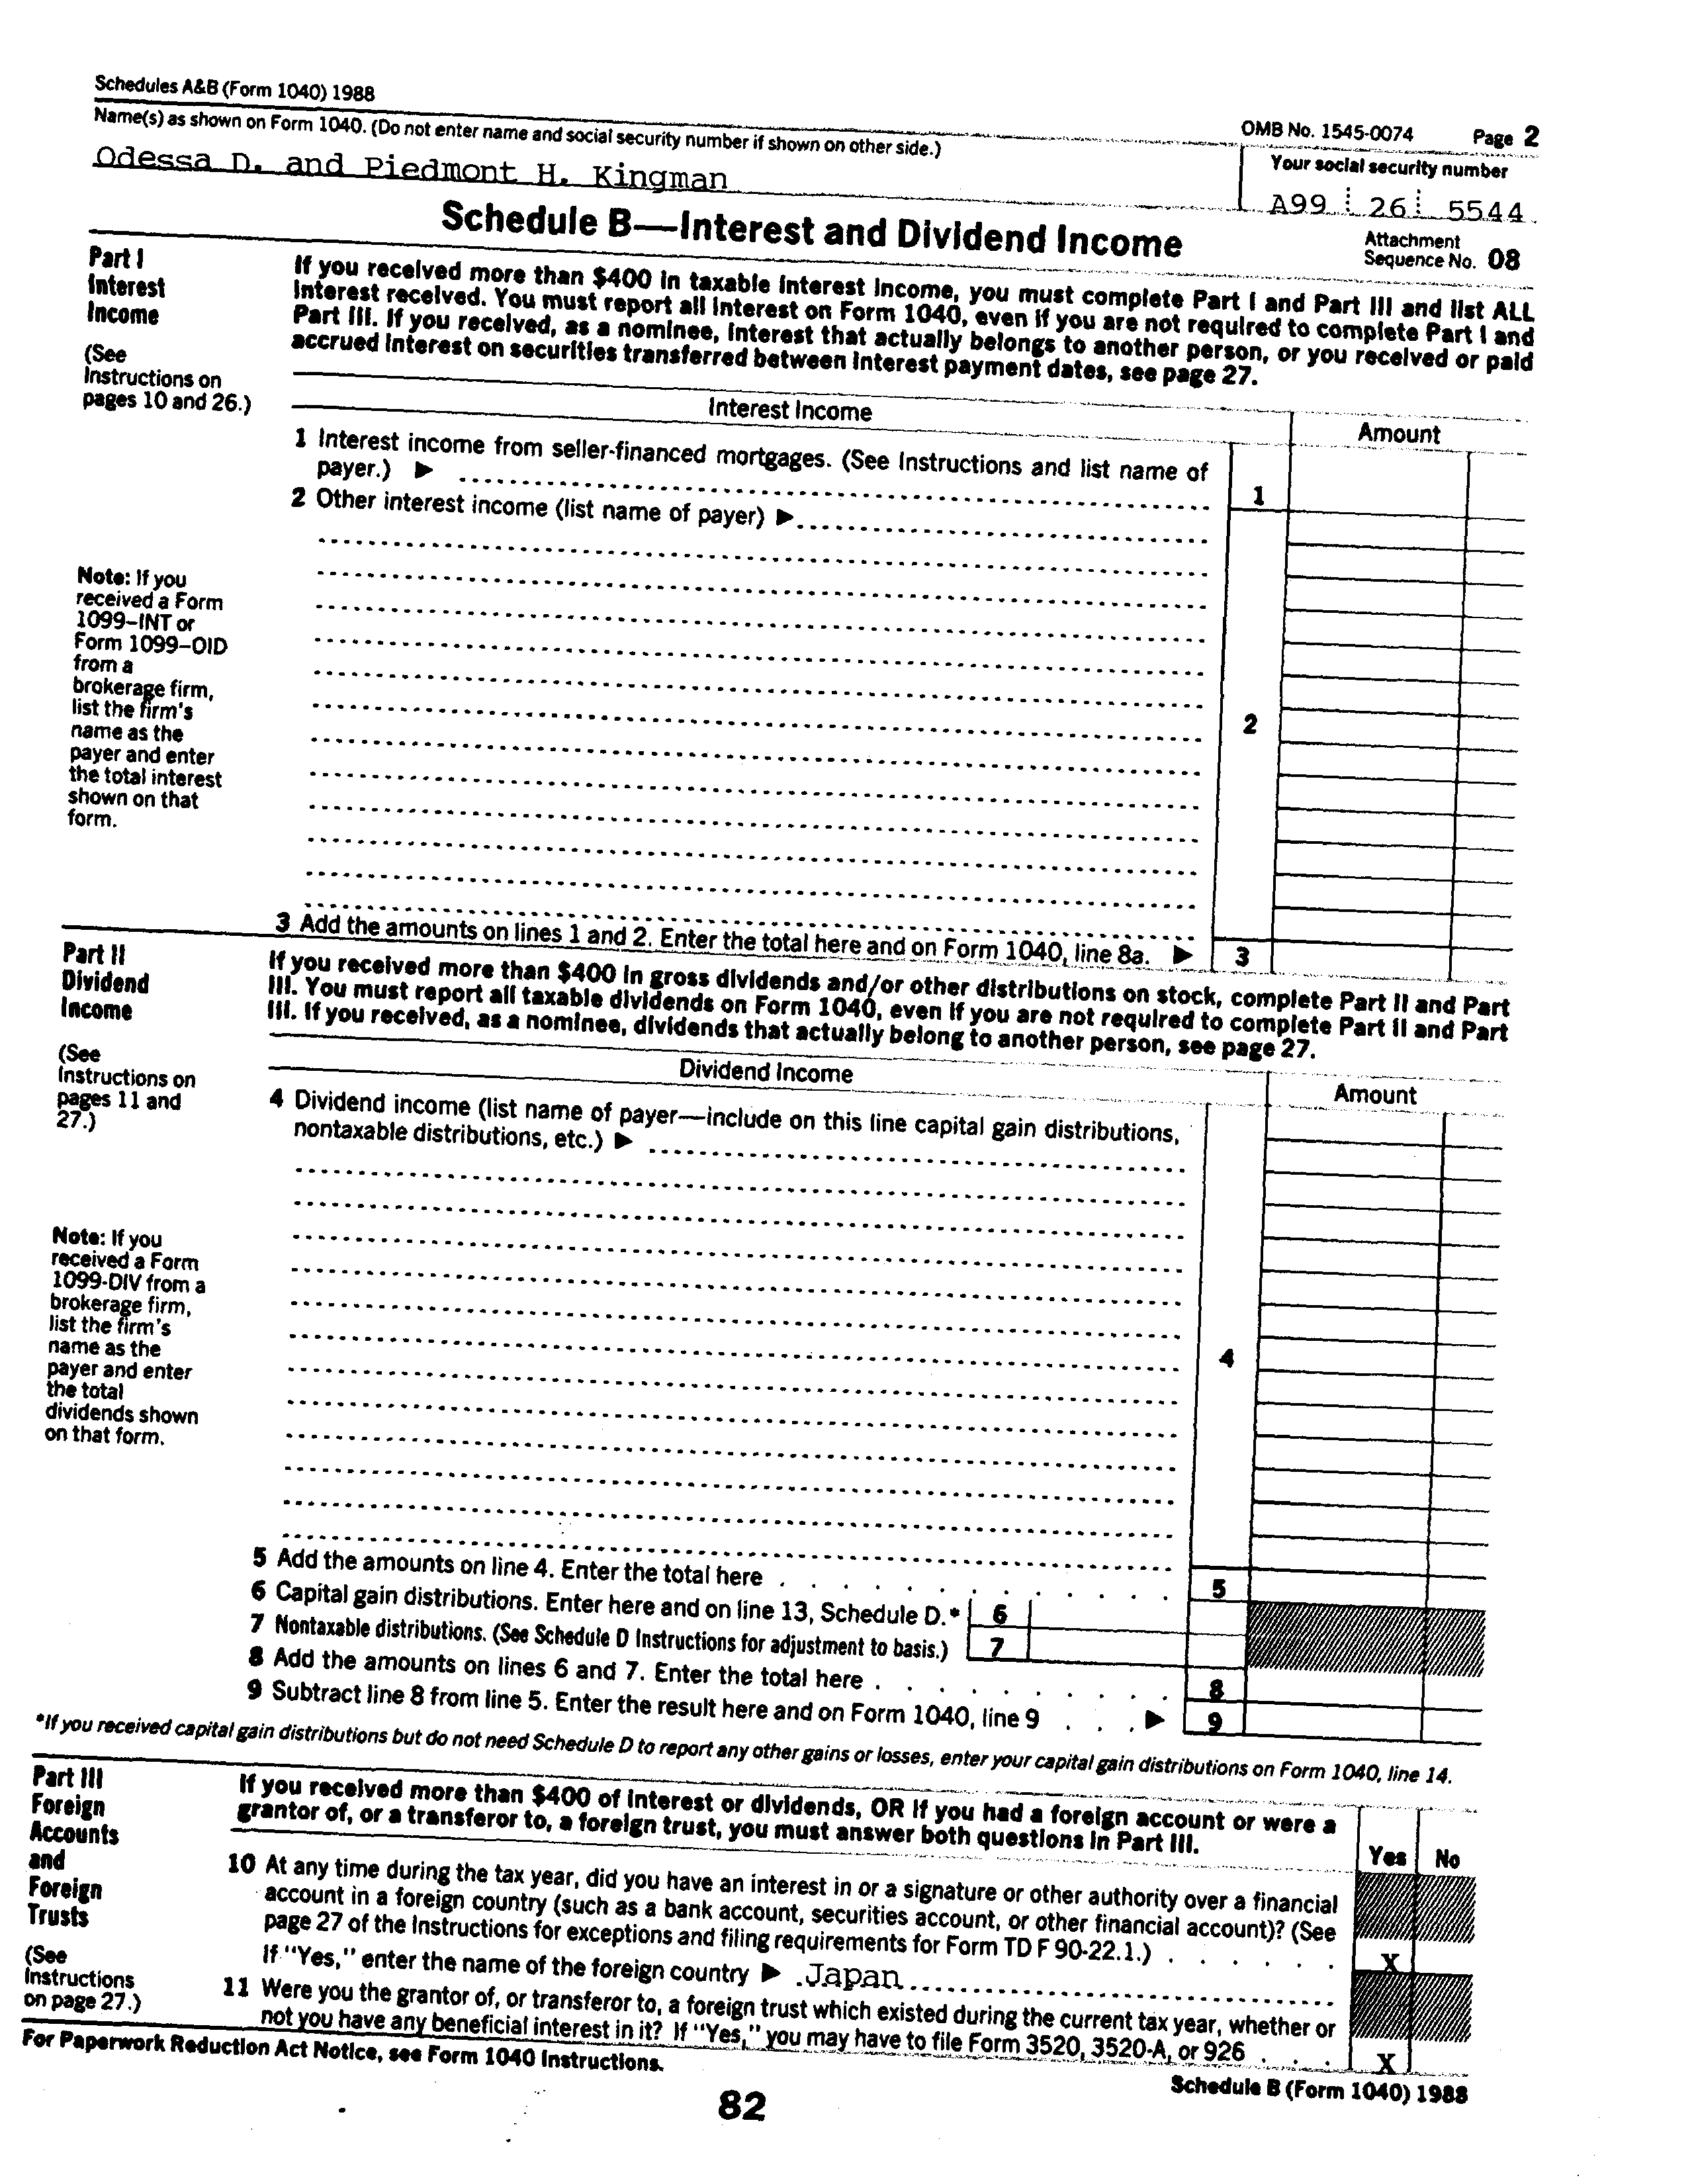 Schedules A&B (Form 1040) 1988
OMB No. 1545-0074 Page 2
Name(s) as shown on Form 1040. (Do not enter name and social security number if shown on other side.)
Your social security number
Odessa D. and Piedmont H. Kingman
A99 26 5544
Schedule B—Interest and Dividend Income
Attachment
Sequence No. 08
Part I
Interest
Income
(See
Instructions on
pages 10 and 26.)
If you received more than $400 in taxable interest income, you must complete Part I and Part III and list ALL
interest received. You must report all interest on Form 1040, even if you are not required to complete Part I and
Part III. If you received, as a nominee, interest that actually belongs to another person, or you received or paid
accrued interest on securities transferred between interest payment dates, see page 27.
Interest Income
Amount
1 Interest income from seller-financed mortgages. (See Instructions and list name of
payer.) ▶
1
2 Other interest income (list name of payer) ▶
Note: If you
received a Form
1099–INT or
Form 1099–OID
from a
brokerage firm,
list the firm's
name as the
payer and enter
the total interest
shown on that
form.
2
3 Add the amounts on lines 1 and 2. Enter the total here and on Form 1040, line 8a. ▶ 3
Part II
Dividend
Income
(See
Instructions on
pages 11 and
27.)
If you received more than $400 in gross dividends and/or other distributions on stock, complete Part II and Part
III. You must report all taxable dividends on Form 1040, even if you are not required to complete Part II and Part
III. If you received, as a nominee, dividends that actually belong to another person, see page 27.
Dividend Income
Amount
4 Dividend income (list name of payer—include on this line capital gain distributions,
nontaxable distributions, etc.) ▶
Note: If you
received a Form
1099-DIV from a
brokerage firm,
list the firm's
name as the
payer and enter
the total
dividends shown
on that form.
4
5 Add the amounts on line 4. Enter the total here . . . . . . . . . . . . 5
6 Capital gain distributions. Enter here and on line 13, Schedule D.* 6
7 Nontaxable distributions. (See Schedule D Instructions for adjustment to basis.) 7
8 Add the amounts on lines 6 and 7. Enter the total here . . . . . . . . . . 8
9 Subtract line 8 from line 5. Enter the result here and on Form 1040, line 9 . . . ▶ 9
*If you received capital gain distributions but do not need Schedule D to report any other gains or losses, enter your capital gain distributions on Form 1040, line 14.
Part III
Foreign
Accounts
and
Foreign
Trusts
(See
Instructions
on page 27.)
If you received more than $400 of interest or dividends, OR if you had a foreign account or were a
grantor of, or a transferor to, a foreign trust, you must answer both questions in Part III.
Yes No
10 At any time during the tax year, did you have an interest in or a signature or other authority over a financial
account in a foreign country (such as a bank account, securities account, or other financial account)? (See
page 27 of the Instructions for exceptions and filing requirements for Form TD F 90-22.1.) . . . . . . X
If "Yes," enter the name of the foreign country ▶ Japan
11 Were you the grantor of, or transferor to, a foreign trust which existed during the current tax year, whether or
not you have any beneficial interest in it? If "Yes," you may have to file Form 3520, 3520-A, or 926 . . . X
For Paperwork Reduction Act Notice, see Form 1040 Instructions.
Schedule B (Form 1040) 1988
82